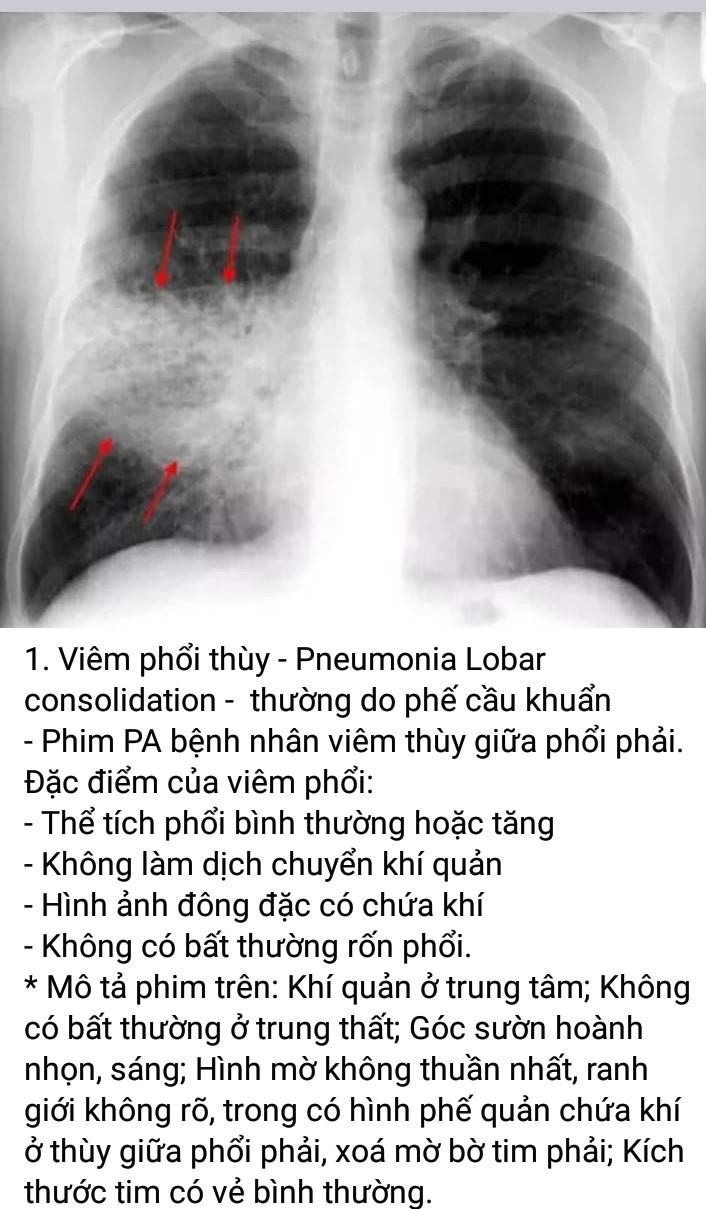 1. Viêm phổi thùy - Pneumonia Lobar
consolidation -  thường do phế cầu khuẩn
- Phim PA bệnh nhân viêm thùy giữa phổi phải.
Đặc điểm của viêm phổi:
- Thể tích phổi bình thường hoặc tăng
- Không làm dịch chuyển khí quản
- Hình ảnh đông đặc có chứa khí
- Không có bất thường rốn phổi.
* Mô tả phim trên: Khí quản ở trung tâm; Không
có bất thường ở trung thất; Góc sườn hoành
nhọn, sáng; Hình mờ không thuần nhất, ranh
giới không rõ, trong có hình phế quản chứa khí
ở thùy giữa phổi phải, xoá mờ bờ tim phải; Kích
thước tim có vẻ bình thường.